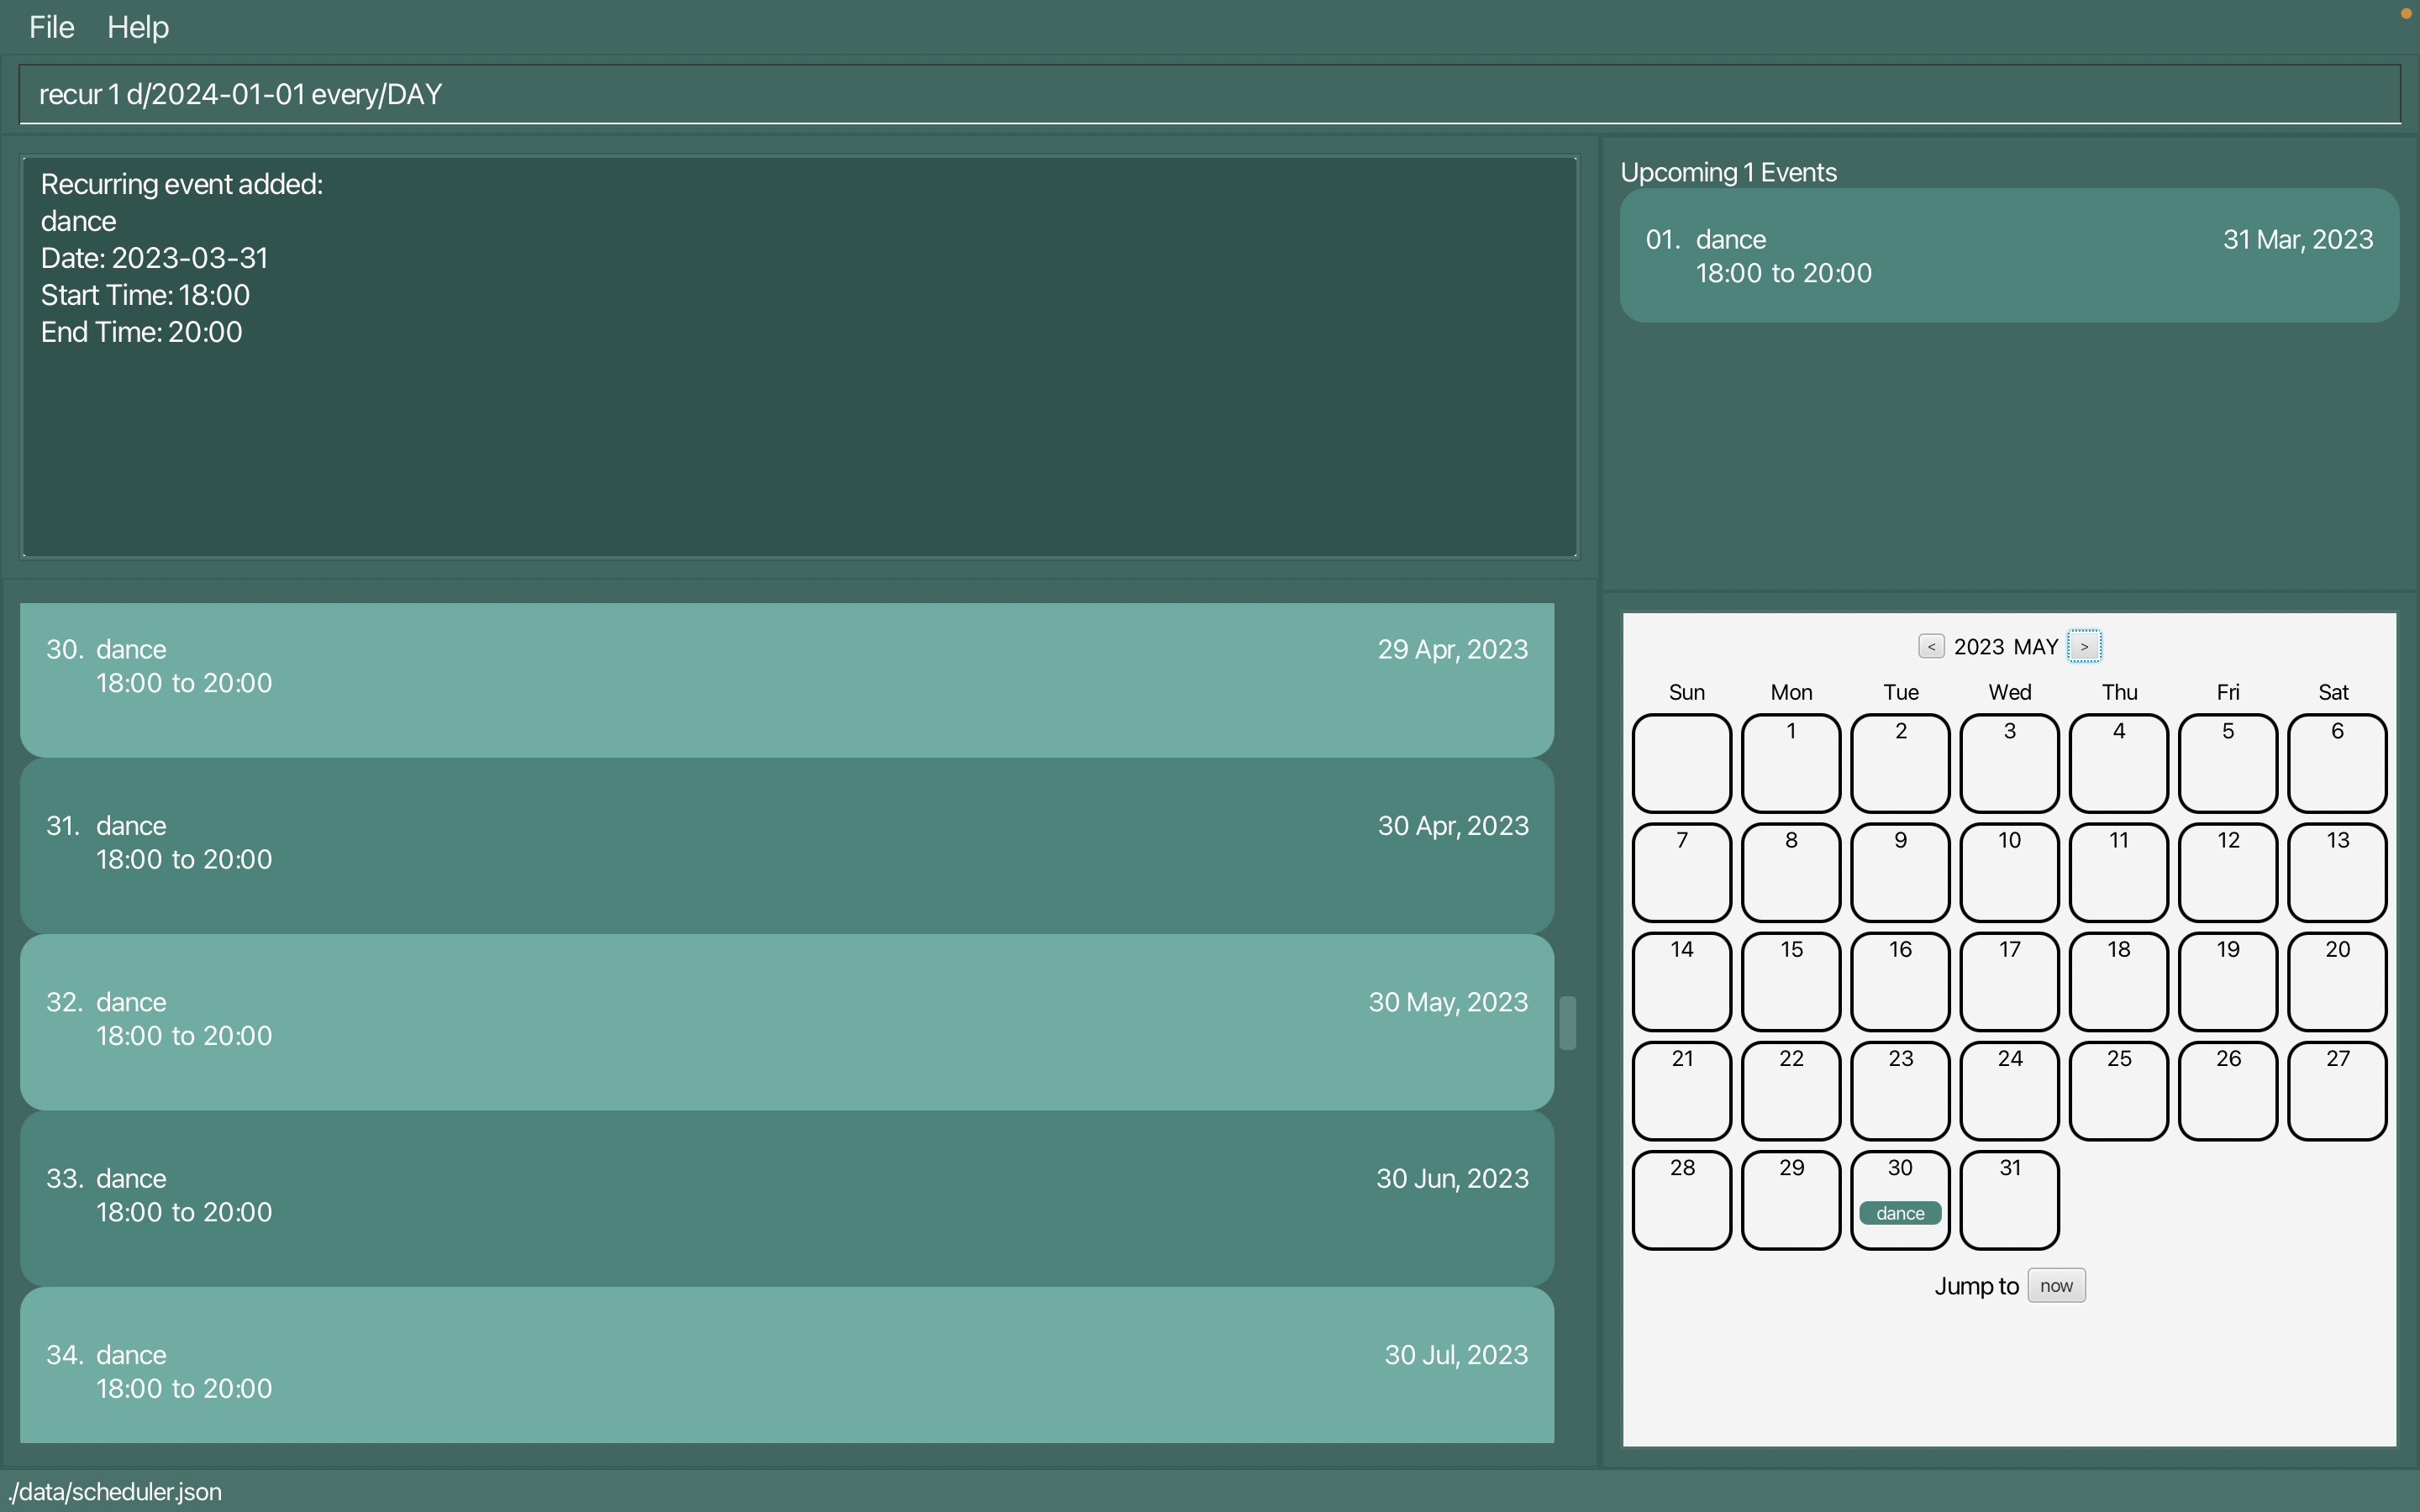 File Help
recur 1 d/2024-01-01 every/DAY
Recurring event added:
dance
Date: 2023-03-31
Start Time: 18:00
End Time: 20:00
Upcoming 1 Events
01. dance 31 Mar, 2023
18:00 to 20:00
30. dance 29 Apr, 2023
18:00 to 20:00
31. dance 30 Apr, 2023
18:00 to 20:00
32. dance 30 May, 2023
18:00 to 20:00
33. dance 30 Jun, 2023
18:00 to 20:00
34. dance 30 Jul, 2023
18:00 to 20:00
< 2023 MAY >
Sun Mon Tue Wed Thu Fri Sat
1 2 3 4 5 6
7 8 9 10 11 12 13
14 15 16 17 18 19 20
21 22 23 24 25 26 27
28 29 30 31
dance
Jump to now
./data/scheduler.json